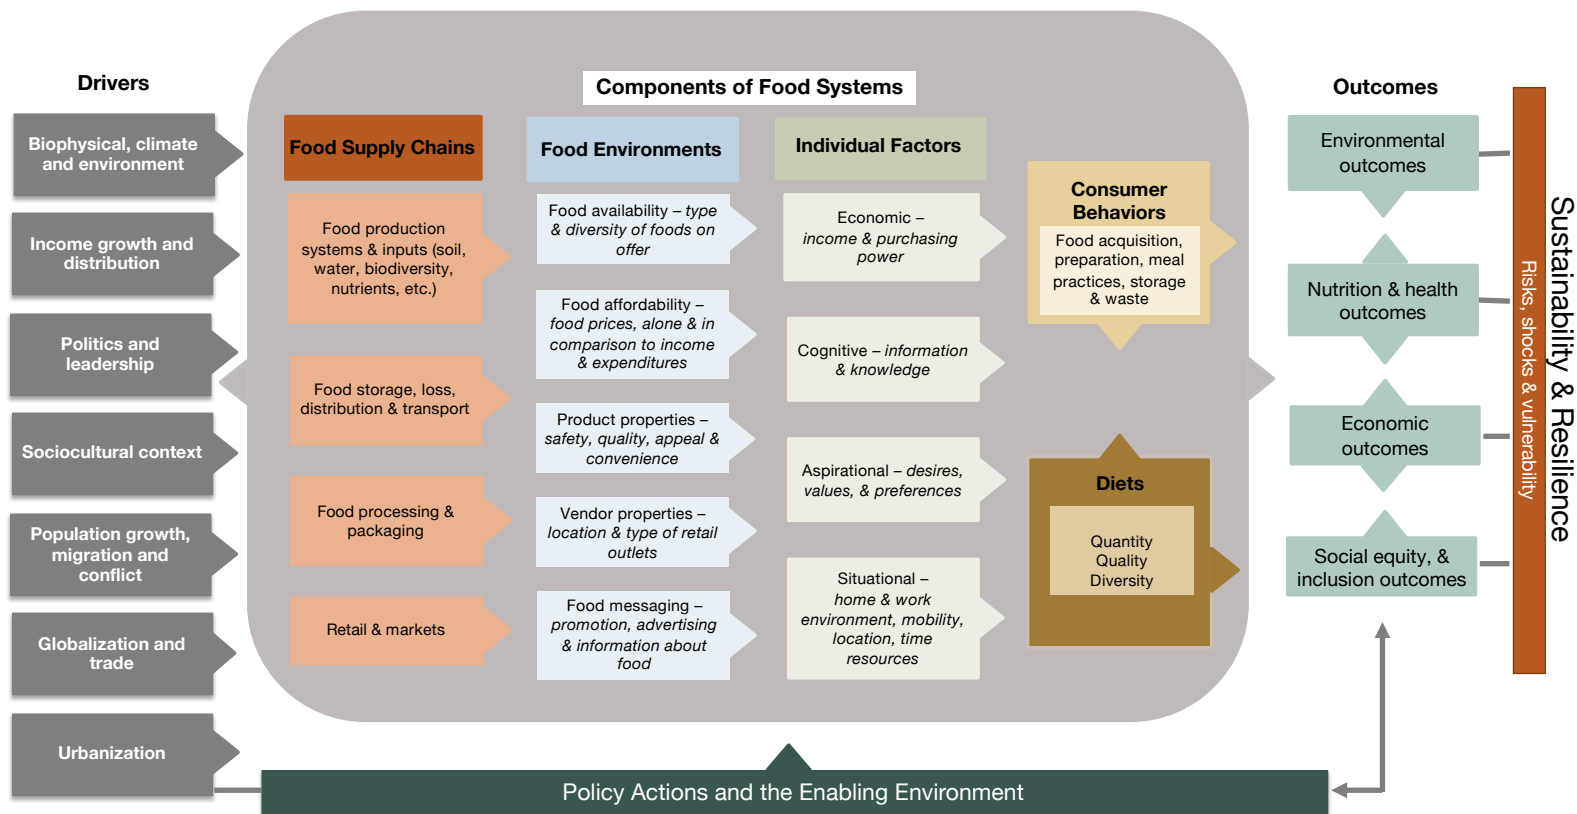 Drivers
Biophysical, climate
and environment
Income growth and
distribution
Politics and
leadership
Sociocultural context
Population growth,
migration and
conflict
Globalization and
trade
Urbanization
Components of Food Systems
Food Supply Chains
Food production
systems & inputs (soil,
water, biodiversity,
nutrients, etc.)
Food storage, loss,
distribution & transport
Food processing &
packaging
Retail & markets
Food Environments
Food availability – type
& diversity of foods on
offer
Food affordability –
food prices, alone & in
comparison to income
& expenditures
Product properties –
safety, quality, appeal &
convenience
Vendor properties –
location & type of retail
outlets
Food messaging –
promotion, advertising
& information about
food
Individual Factors
Economic –
income & purchasing
power
Cognitive – information
& knowledge
Aspirational – desires,
values, & preferences
Situational –
home & work
environment, mobility,
location, time
resources
Consumer
Behaviors
Food acquisition,
preparation, meal
practices, storage
& waste
Diets
Quantity
Quality
Diversity
Outcomes
Environmental
outcomes
Nutrition & health
outcomes
Economic
outcomes
Social equity, &
inclusion outcomes
Risks, shocks & vulnerability
Sustainability & Resilience
Policy Actions and the Enabling Environment